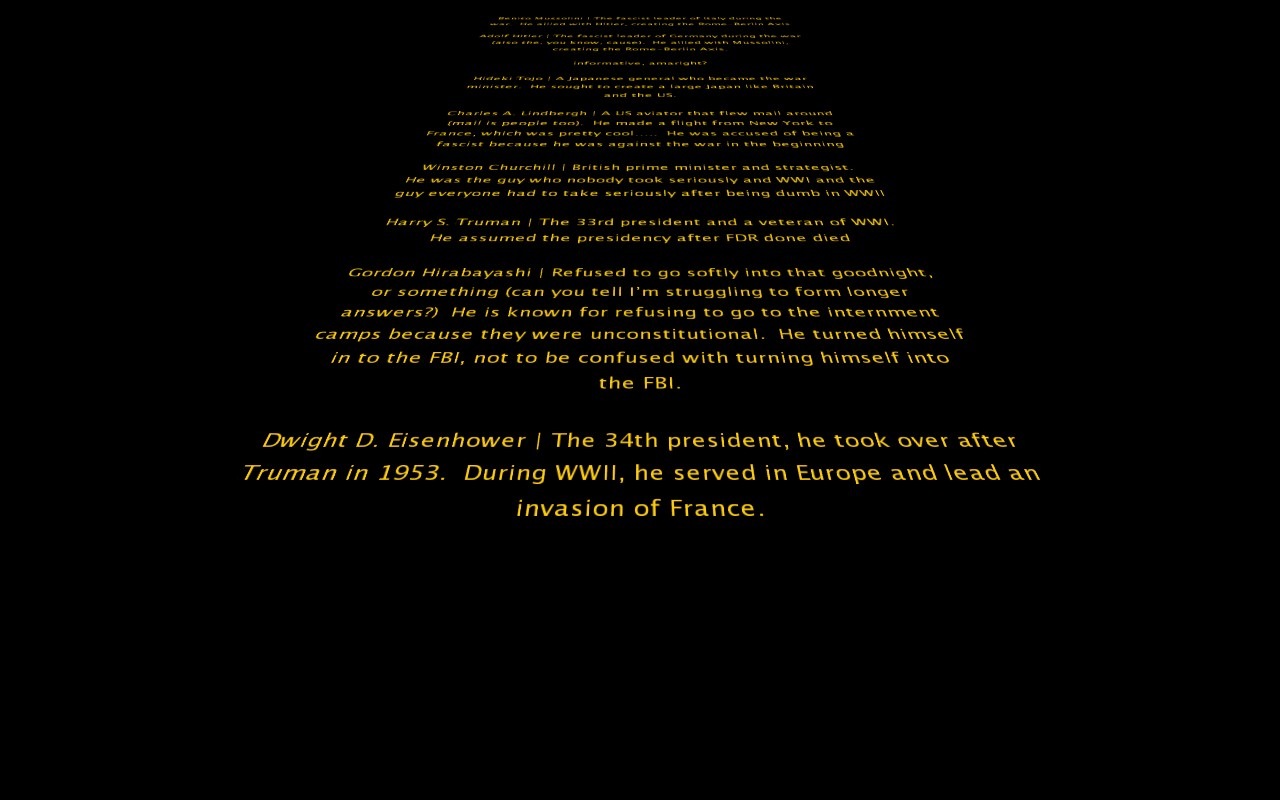 Benito Mussolini | The fascist leader of Italy during the
war. He allied with Hitler, creating the Rome-Berlin Axis
Adolf Hitler | The fascist leader of Germany during the war
(also the, you know, cause). He allied with Mussolini,
creating the Rome-Berlin Axis.
informative, amaright?
Hideki Tojo | A Japanese general who became the war
minister. He sought to create a large Japan like Britain
and the US.
Charles A. Lindbergh | A US aviator that flew mail around
(mail is people too). He made a flight from New York to
France, which was pretty cool..... He was accused of being a
fascist because he was against the war in the beginning
Winston Churchill | British prime minister and strategist.
He was the guy who nobody took seriously and WWI and the
guy everyone had to take seriously after being dumb in WWII
Harry S. Truman | The 33rd president and a veteran of WWI.
He assumed the presidency after FDR done died
Gordon Hirabayashi | Refused to go softly into that goodnight,
or something (can you tell I'm struggling to form longer
answers?) He is known for refusing to go to the internment
camps because they were unconstitutional. He turned himself
in to the FBI, not to be confused with turning himself into
the FBI.
Dwight D. Eisenhower | The 34th president, he took over after
Truman in 1953. During WWII, he served in Europe and lead an
invasion of France.